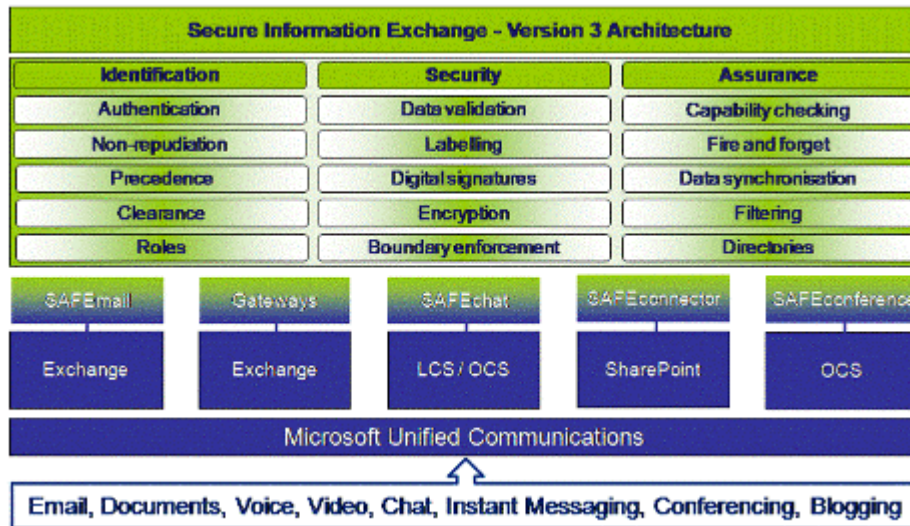 Secure Information Exchange - Version 3 Architecture
Identification Security Assurance
Authentication Data validation Capability checking
Non-repudiation Labelling Fire and forget
Precedence Digital signatures Data synchronisation
Clearance Encryption Filtering
Roles Boundary enforcement Directories
SAFEmail Gateways SAFEchat SAFEconnector SAFEconference
Exchange Exchange LCS / OCS SharePoint OCS
Microsoft Unified Communications
Email, Documents, Voice, Video, Chat, Instant Messaging, Conferencing, Blogging